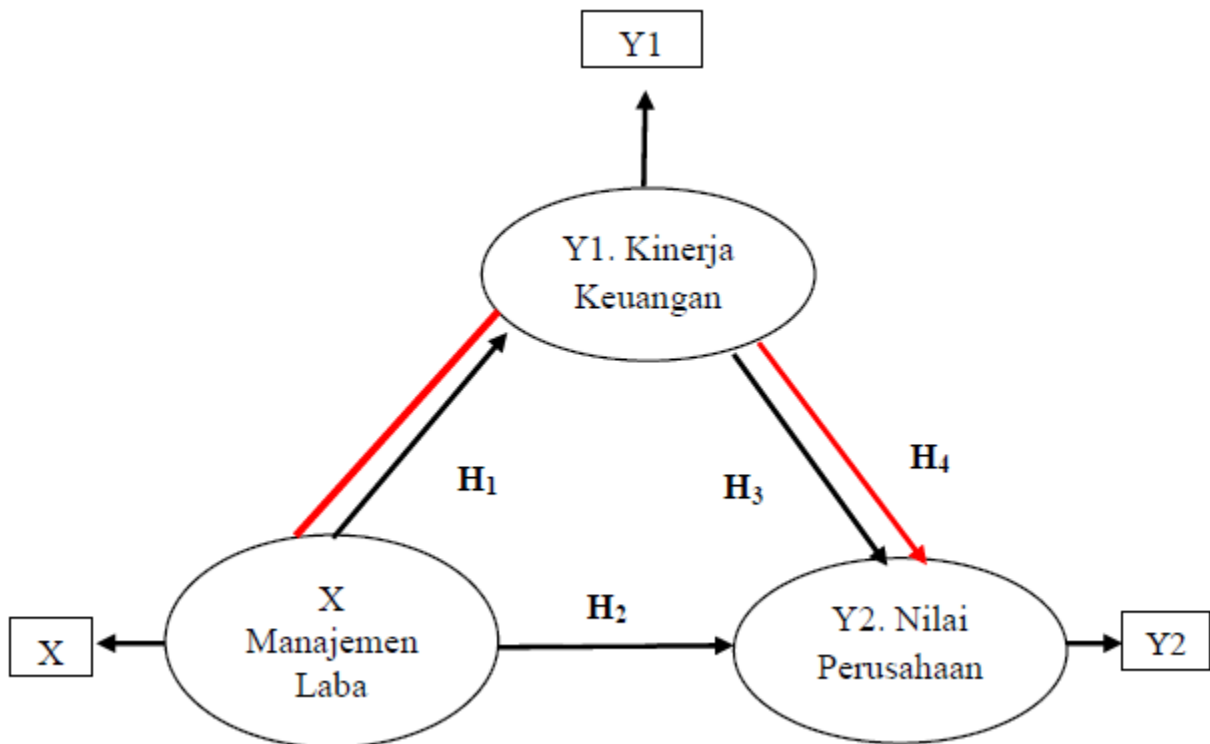 Y1
Y1. Kinerja
Keuangan
H₁
H₃
H₄
X
X
Manajemen
Laba
H₂
Y2. Nilai
Perusahaan
Y2